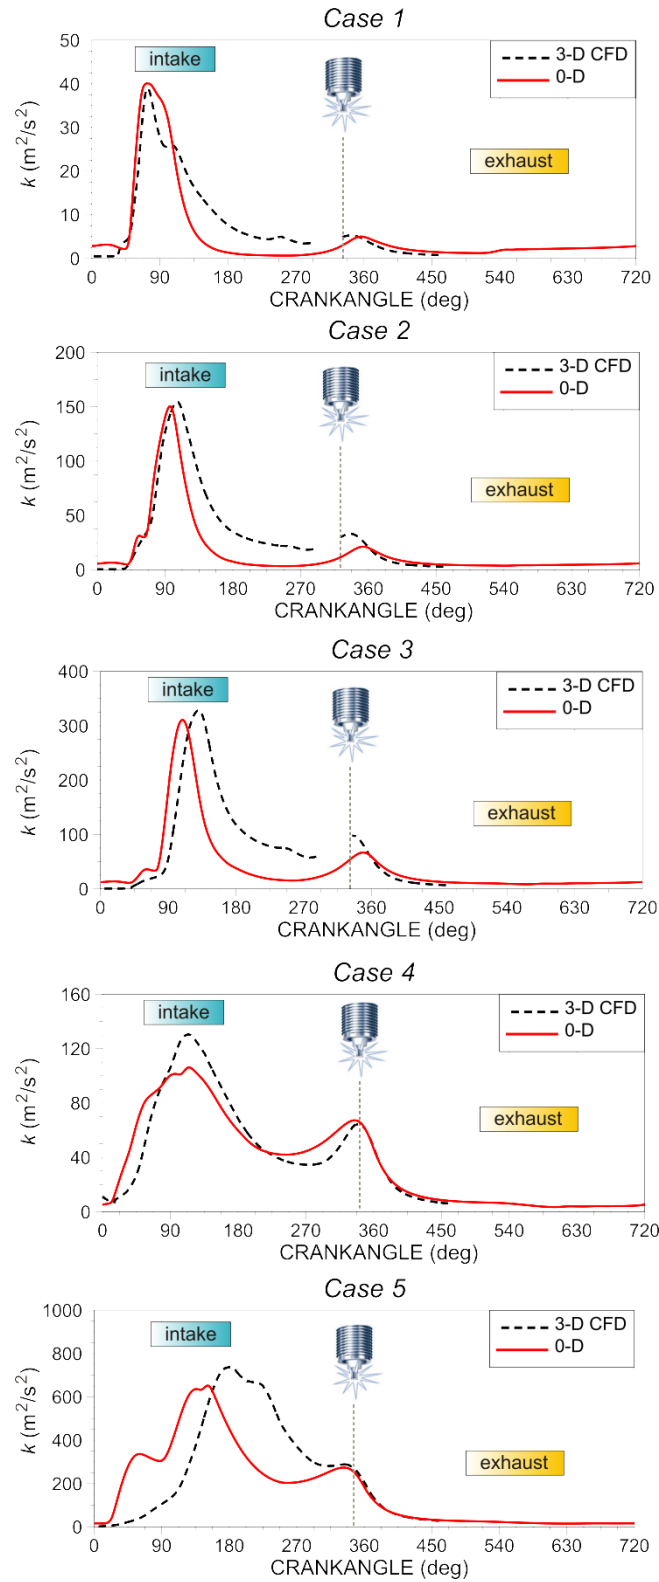 Case 1
intake
3-D CFD
0-D
exhaust
k (m²/s²)
50
40
30
20
10
0
0 90 180 270 360 450 540 630 720
CRANKANGLE (deg)
Case 2
intake
3-D CFD
0-D
exhaust
k (m²/s²)
200
150
100
50
0
0 90 180 270 360 450 540 630 720
CRANKANGLE (deg)
Case 3
intake
3-D CFD
0-D
exhaust
k (m²/s²)
400
300
200
100
0
0 90 180 270 360 450 540 630 720
CRANKANGLE (deg)
Case 4
intake
3-D CFD
0-D
exhaust
k (m²/s²)
160
120
80
40
0
0 90 180 270 360 450 540 630 720
CRANKANGLE (deg)
Case 5
intake
3-D CFD
0-D
exhaust
k (m²/s²)
1000
800
600
400
200
0
0 90 180 270 360 450 540 630 720
CRANKANGLE (deg)